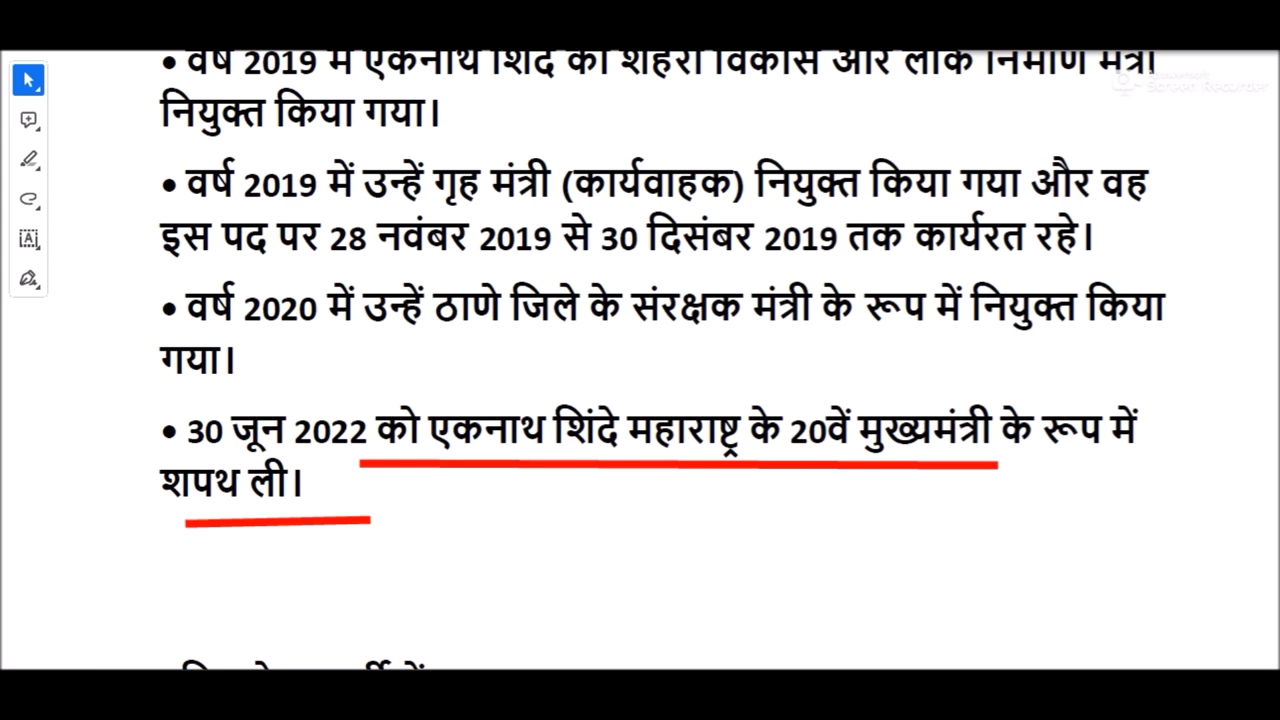 • वर्ष 2019 में एकनाथ शिंदे को शहरी विकास और लोक निर्माण मंत्री
नियुक्त किया गया।
• वर्ष 2019 में उन्हें गृह मंत्री (कार्यवाहक) नियुक्त किया गया और वह
इस पद पर 28 नवंबर 2019 से 30 दिसंबर 2019 तक कार्यरत रहे।
• वर्ष 2020 में उन्हें ठाणे जिले के संरक्षक मंत्री के रूप में नियुक्त किया
गया।
• 30 जून 2022 को एकनाथ शिंदे महाराष्ट्र के 20वें मुख्यमंत्री के रूप में
शपथ ली।
Screen Recorder